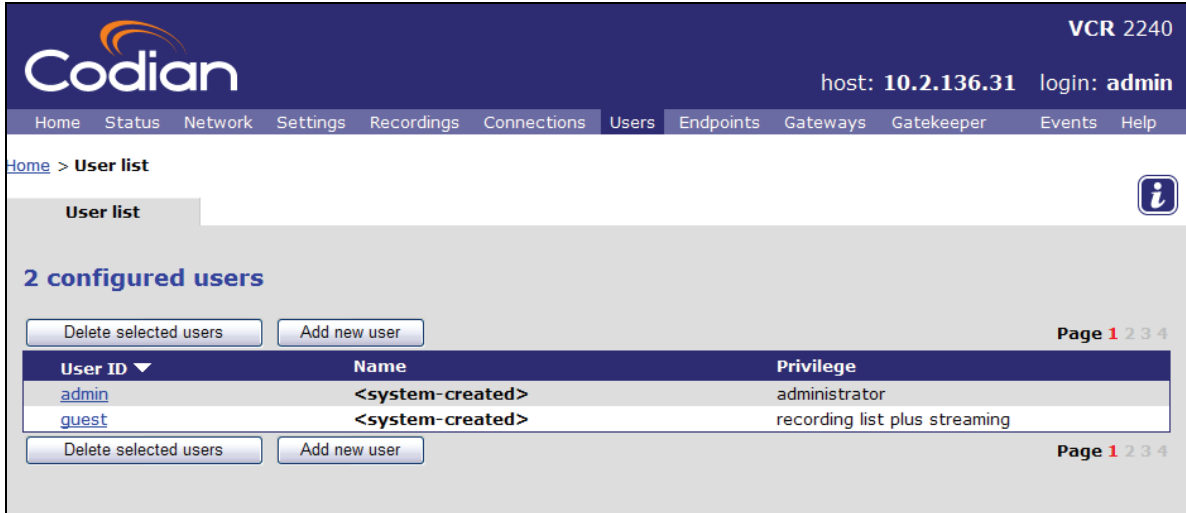 Codian
VCR 2240
host: 10.2.136.31 login: admin
Home Status Network Settings Recordings Connections Users Endpoints Gateways Gatekeeper Events Help
Home > User list
i
User list
2 configured users
Delete selected users Add new user Page 1 2 3 4
User ID Name Privilege
admin <system-created> administrator
guest <system-created> recording list plus streaming
Delete selected users Add new user Page 1 2 3 4